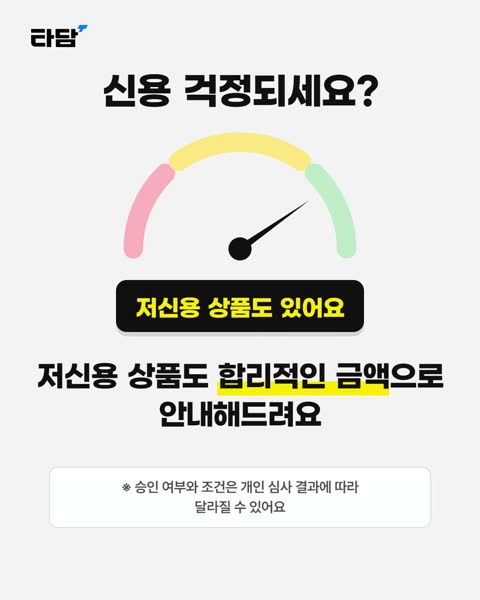 타담
신용 걱정되세요?
저신용 상품도 있어요
저신용 상품도 합리적인 금액으로
안내해드려요
※ 승인 여부와 조건은 개인 심사 결과에 따라
달라질 수 있어요